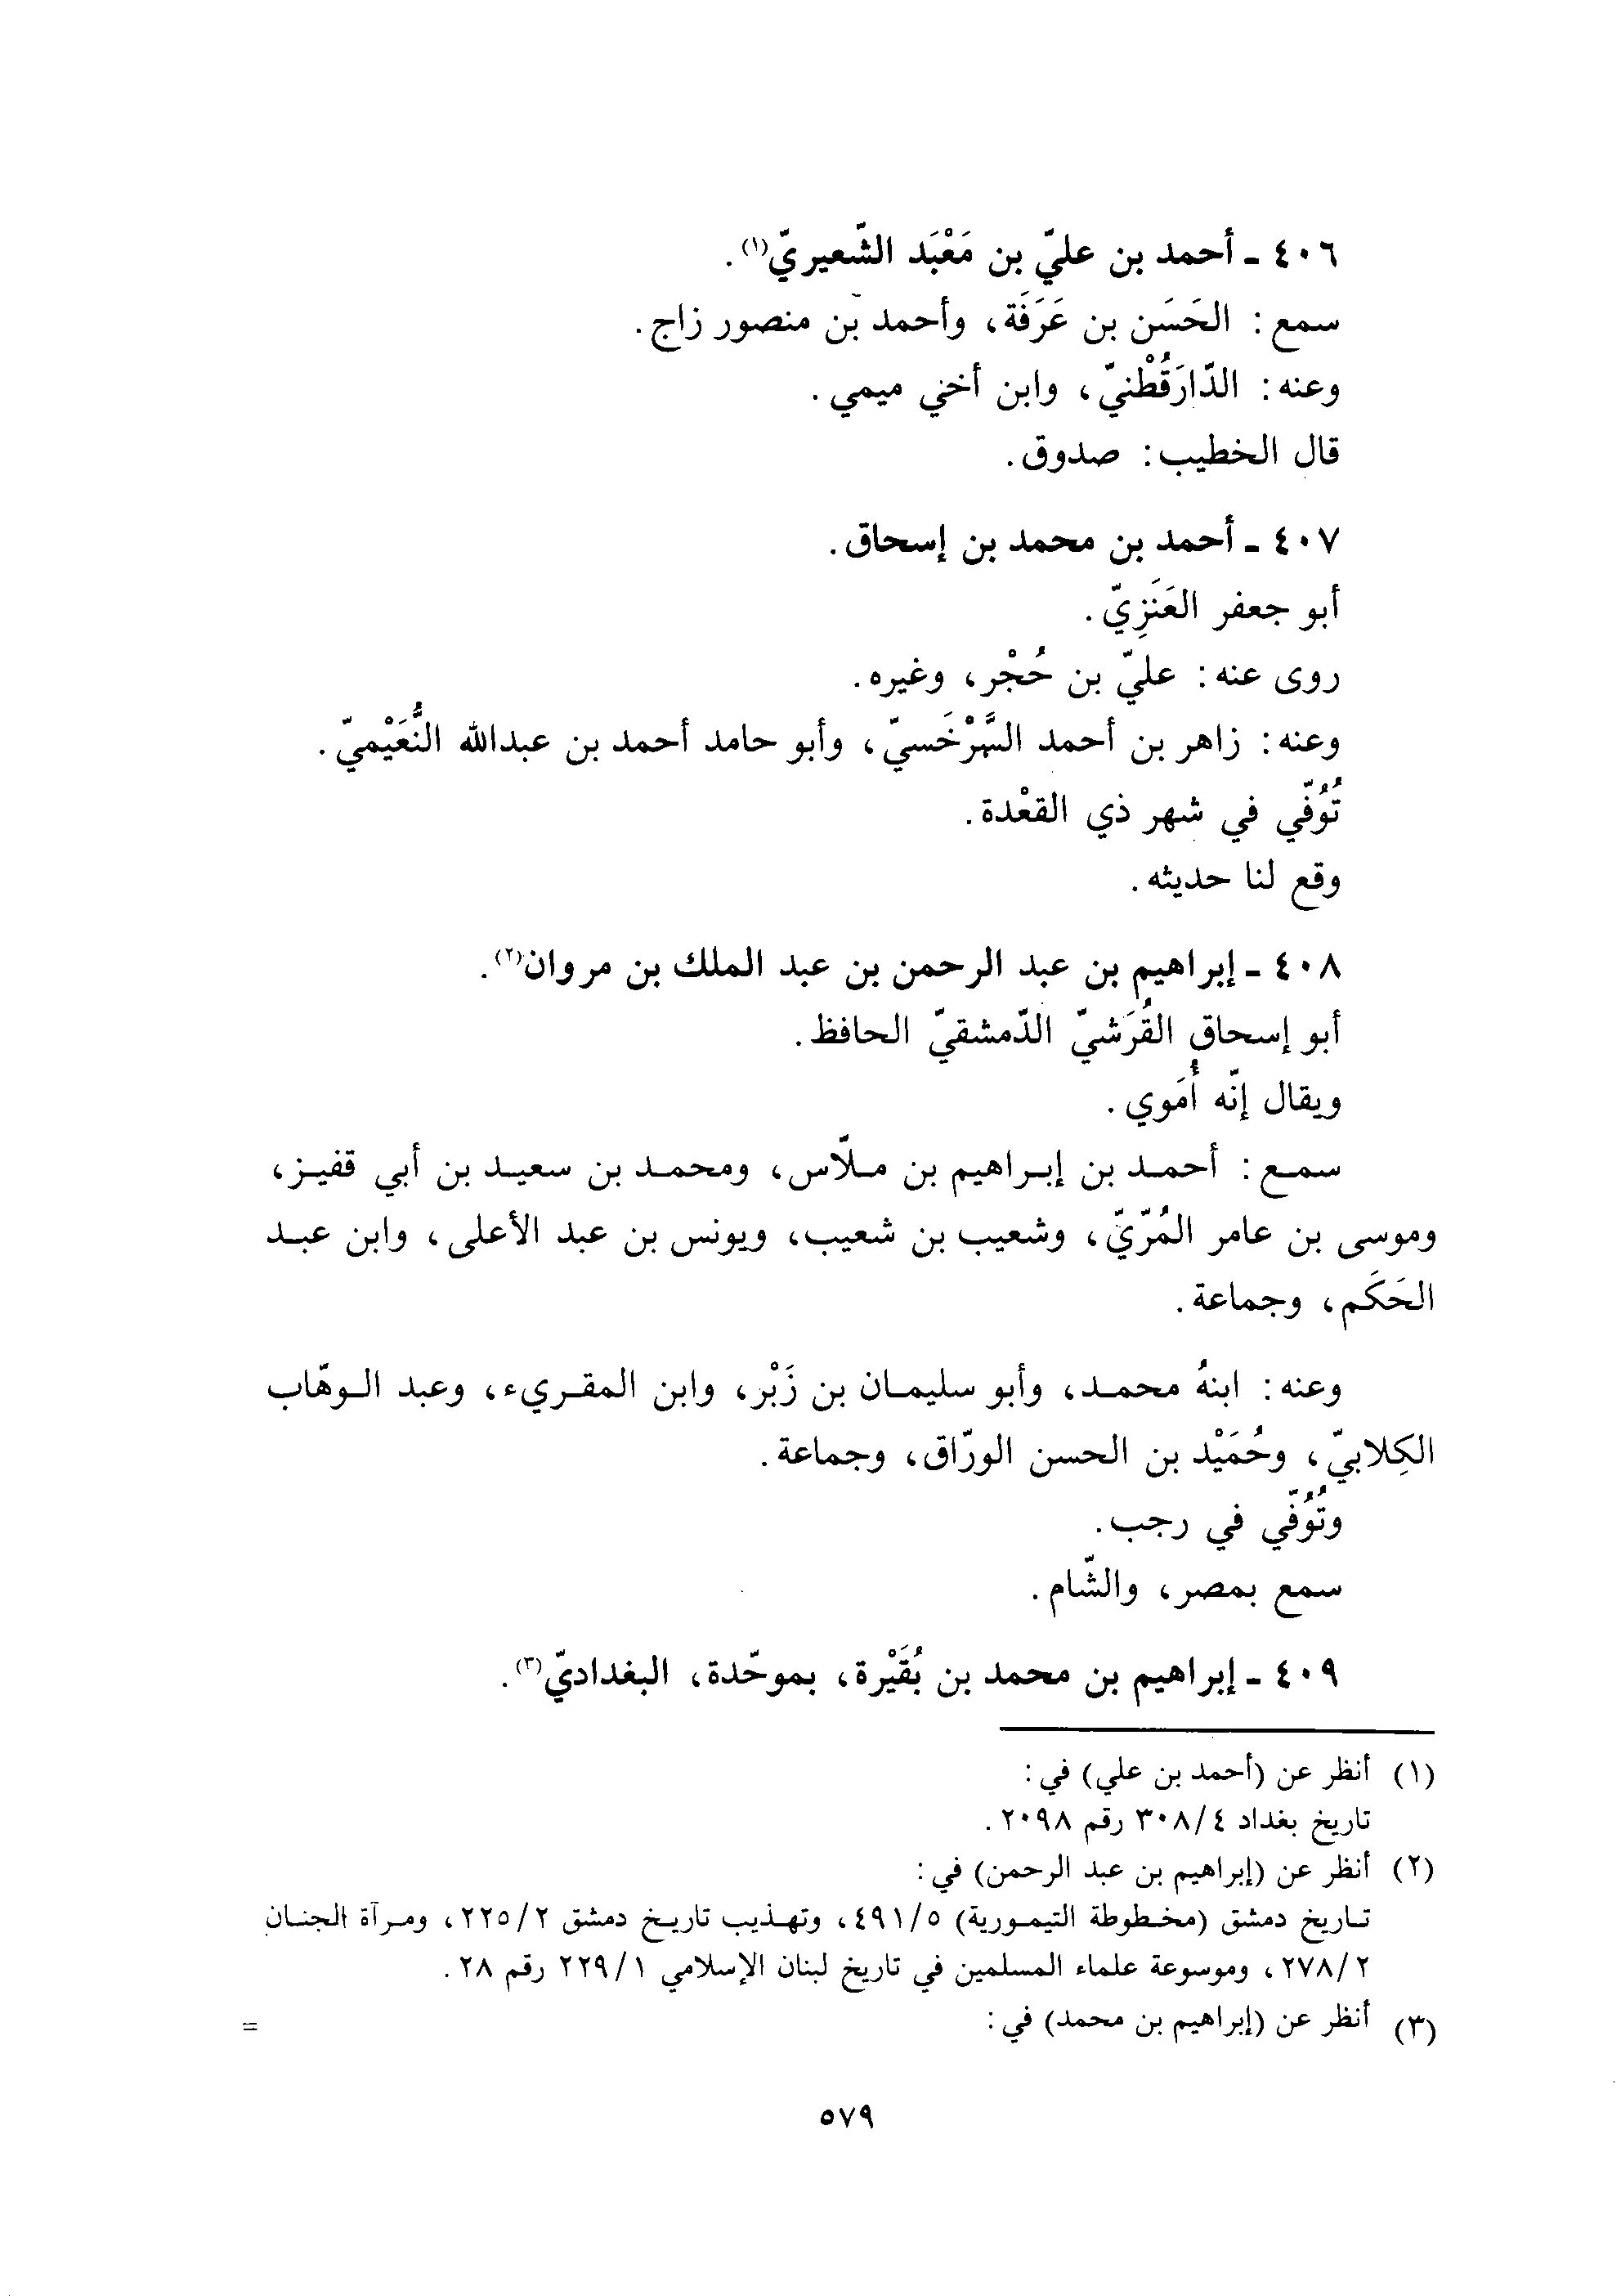 ٤٠٦ ـ أحمد بن عليّ بن مَعْبَد الشّعيريّ(١).
سمع: الحَسَن بن عَرَفَة، وأحمد بن منصور زاج.
وعنه: الدّارَقُطْنيّ، وابن أخي ميمي.
قال الخطيب: صدوق.
٤٠٧ ـ أحمد بن محمد بن إسحاق.
أبو جعفر العَنَزِيّ.
روى عنه: عليّ بن حُجْر، وغيره.
وعنه: زاهر بن أحمد السَّرْخَسيّ، وأبو حامد أحمد بن عبدالله النُّعَيْميّ.
تُوُفّي في شهر ذي القعْدة.
وقع لنا حديثه.
٤٠٨ ـ إبراهيم بن عبد الرحمن بن عبد الملك بن مروان(٢).
أبو إسحاق القُرَشيّ الدّمشقيّ الحافظ.
ويقال إنّه أُمَوي.
سمع: أحمد بن إبراهيم بن ملّاس، ومحمد بن سعيد بن أبي قفيز،
وموسى بن عامر المُرّيّ، وشعيب بن شعيب، ويونس بن عبد الأعلى، وابن عبد
الحَكَم، وجماعة.
وعنه: ابنهُ محمد، وأبو سليمان بن زَبْر، وابن المقريء، وعبد الوهّاب
الكِلابيّ، وحُمَيْد بن الحسن الورّاق، وجماعة.
وتُوُفّي في رجب.
سمع بمصر، والشّام.
٤٠٩ ـ إبراهيم بن محمد بن بُقَيْرة، بموحّدة، البغداديّ(٣).
(١) أنظر عن (أحمد بن علي) في:
تاريخ بغداد ٣٠٨/٤ رقم ٢٠٩٨.
(٢) أنظر عن (إبراهيم بن عبد الرحمن) في:
تاريخ دمشق (مخطوطة التيمورية) ٤٩١/٥، وتهذيب تاريخ دمشق ٢٢٥/٢، ومرآة الجنان
٢٧٨/٢، وموسوعة علماء المسلمين في تاريخ لبنان الإسلامي ٢٢٩/١ رقم ٢٨.
(٣) أنظر عن (إبراهيم بن محمد) في: =
٥٧٩